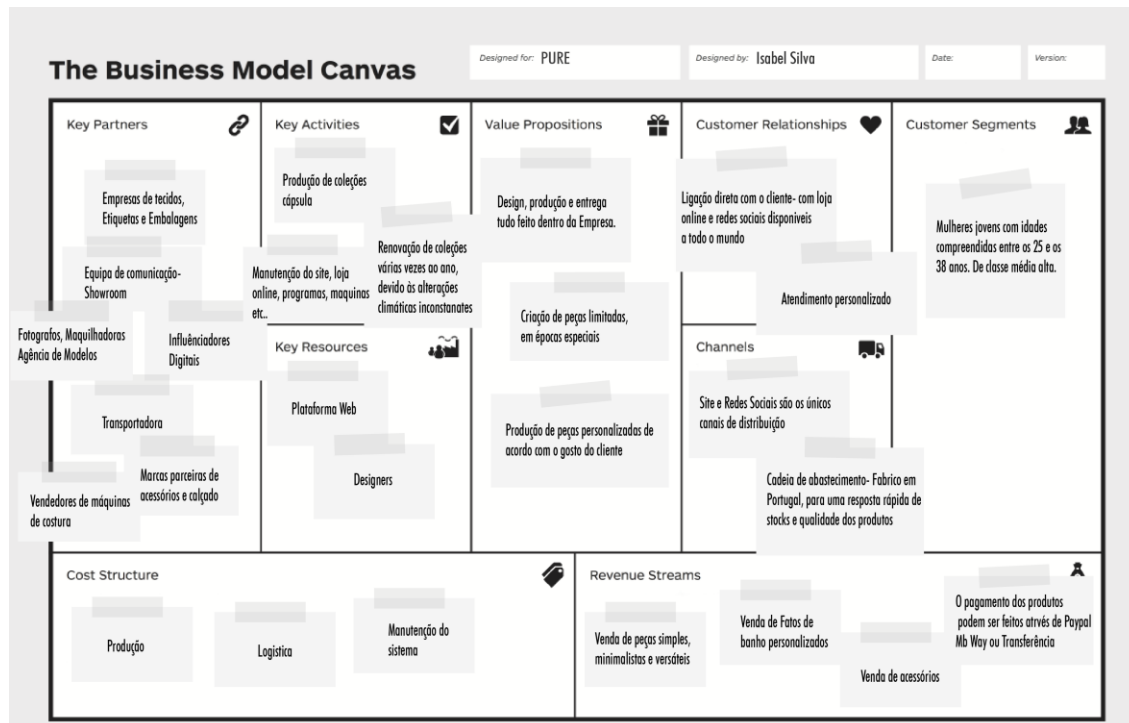 The Business Model Canvas
Designed for: PURE
Designed by: Isabel Silva
Date:
Version:
Key Partners
Empresas de tecidos,
Etiquetas e Embalagens
Equipa de comunicação-
Showroom
Fotografos, Maquilhadoras
Agência de Modelos
Influênciadores
Digitais
Transportadora
Marcas parceiras de
acessórios e calçado
Vendedores de máquinas
de costura
Key Activities
Produção de coleções
cápsula
Renovação de coleções
várias vezes ao ano,
devido às alterações
climáticas inconstanates
Manutenção do site, loja
online, programas, maquinas
etc..
Key Resources
Plataforma Web
Designers
Value Propositions
Design, produção e entrega
tudo feito dentro da Empresa.
Criação de peças limitadas,
em épocas especiais
Produção de peças personalizadas de
acordo com o gosto do cliente
Customer Relationships
Ligação direta com o cliente- com loja
online e redes sociais disponiveis
a todo o mundo
Atendimento personalizado
Channels
Site e Redes Sociais são os únicos
canais de distribuição
Cadeia de abastecimento- Fabrico em
Portugal, para uma resposta rápida de
stocks e qualidade dos produtos
Customer Segments
Mulheres jovens com idades
compreendidas entre os 25 e os
38 anos. De classe média alta.
Cost Structure
Produção
Logistica
Manutenção do
sistema
Revenue Streams
Venda de peças simples,
minimalistas e versáteis
Venda de Fatos de
banho personalizados
Venda de acessórios
O pagamento dos produtos
podem ser feitos atrvés de Paypal
Mb Way ou Transferência